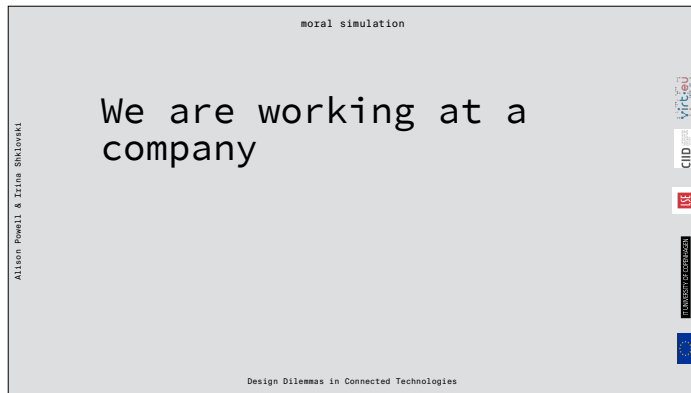 moral simulation
We are working at a
company
Alison Powell & Irina Shklovski
virt·eu
CIID
LSE
IT UNIVERSITY OF COPENHAGEN
Design Dilemmas in Connected Technologies